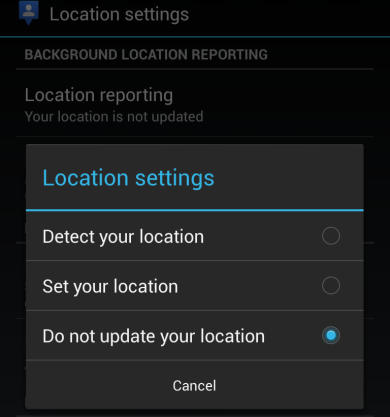 Location settings
BACKGROUND LOCATION REPORTING
Location reporting
Your location is not updated
Location settings
Detect your location
Set your location
Do not update your location
Cancel